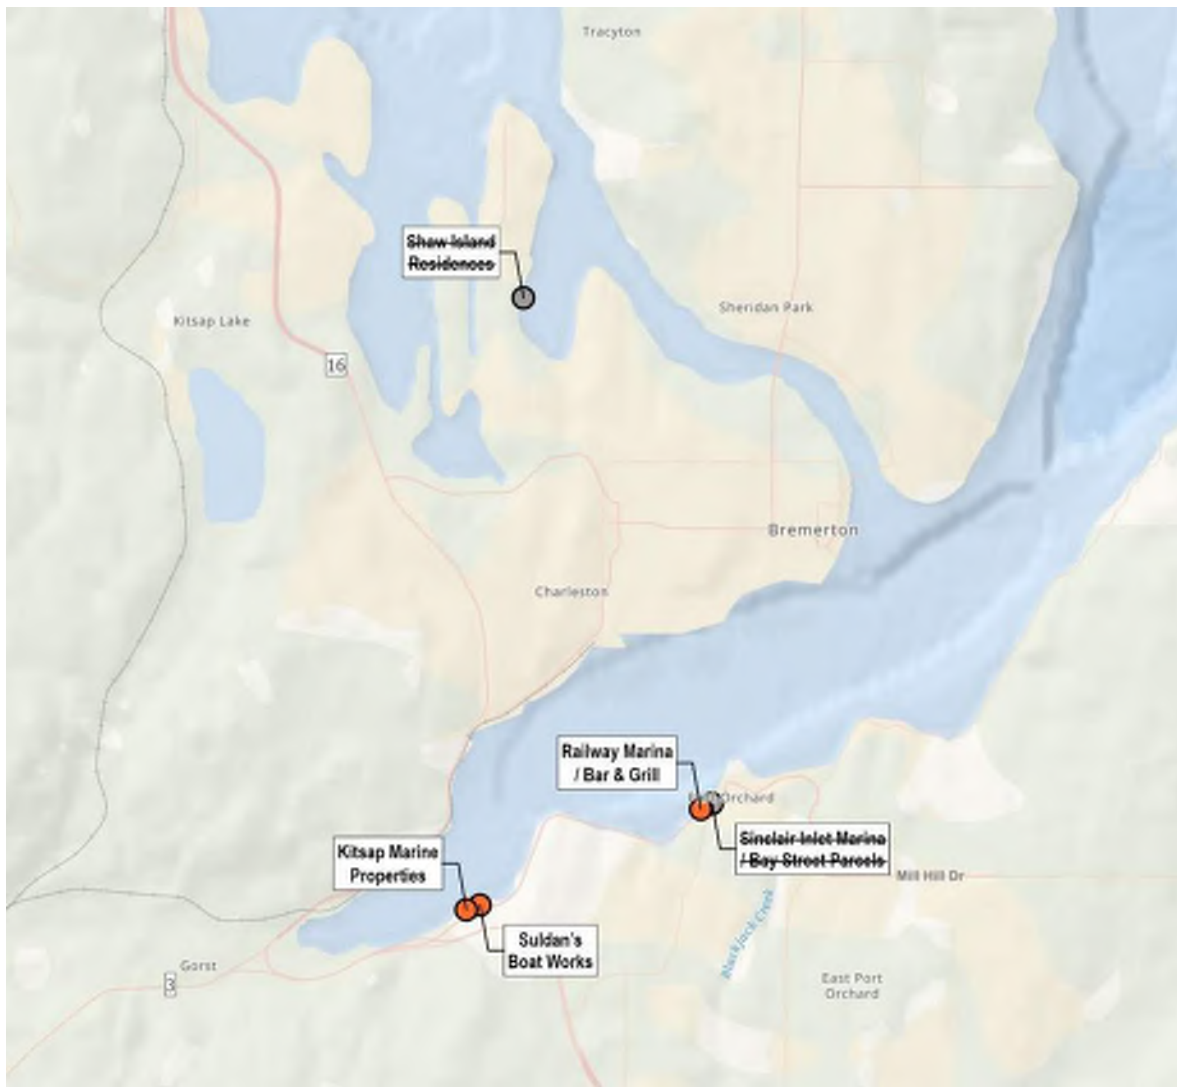 Tracyton
Shaw Island
Residences
Sheridan Park
Kitsap Lake
16
Bremerton
Charleston
Railway Marina
/ Bar & Grill
Orchard
Sinclair Inlet Marina
/ Bay Street Parcels
Kitsap Marine
Properties
Mill Hill Dr
Blackjack Creek
Suldan's
Boat Works
Gorst
3
East Port
Orchard